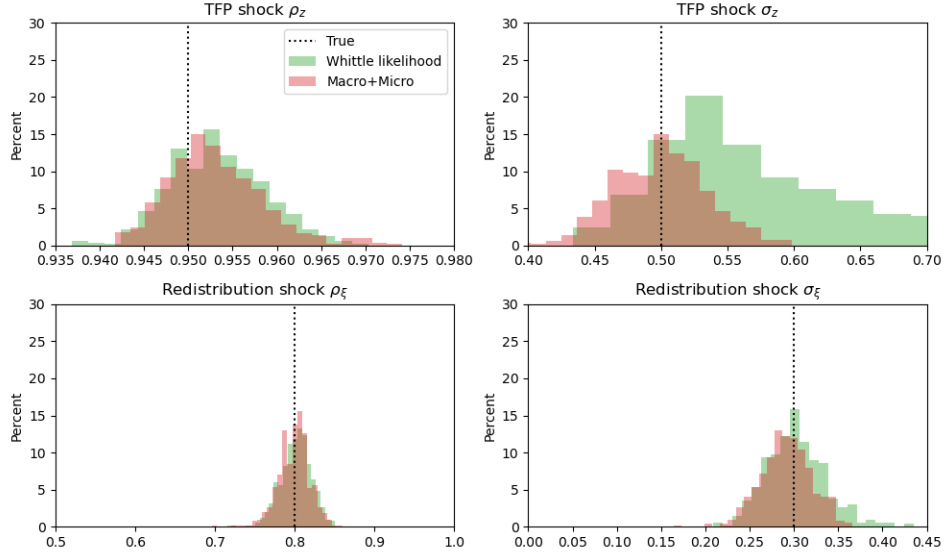 TFP shock ρ_z
Percent
30
25
20
15
10
5
0
0.935 0.940 0.945 0.950 0.955 0.960 0.965 0.970 0.975 0.980
True
Whittle likelihood
Macro+Micro
TFP shock σ_z
Percent
30
25
20
15
10
5
0
0.40 0.45 0.50 0.55 0.60 0.65 0.70
Redistribution shock ρ_ξ
Percent
30
25
20
15
10
5
0
0.5 0.6 0.7 0.8 0.9 1.0
Redistribution shock σ_ξ
Percent
30
25
20
15
10
5
0
0.00 0.05 0.10 0.15 0.20 0.25 0.30 0.35 0.40 0.45